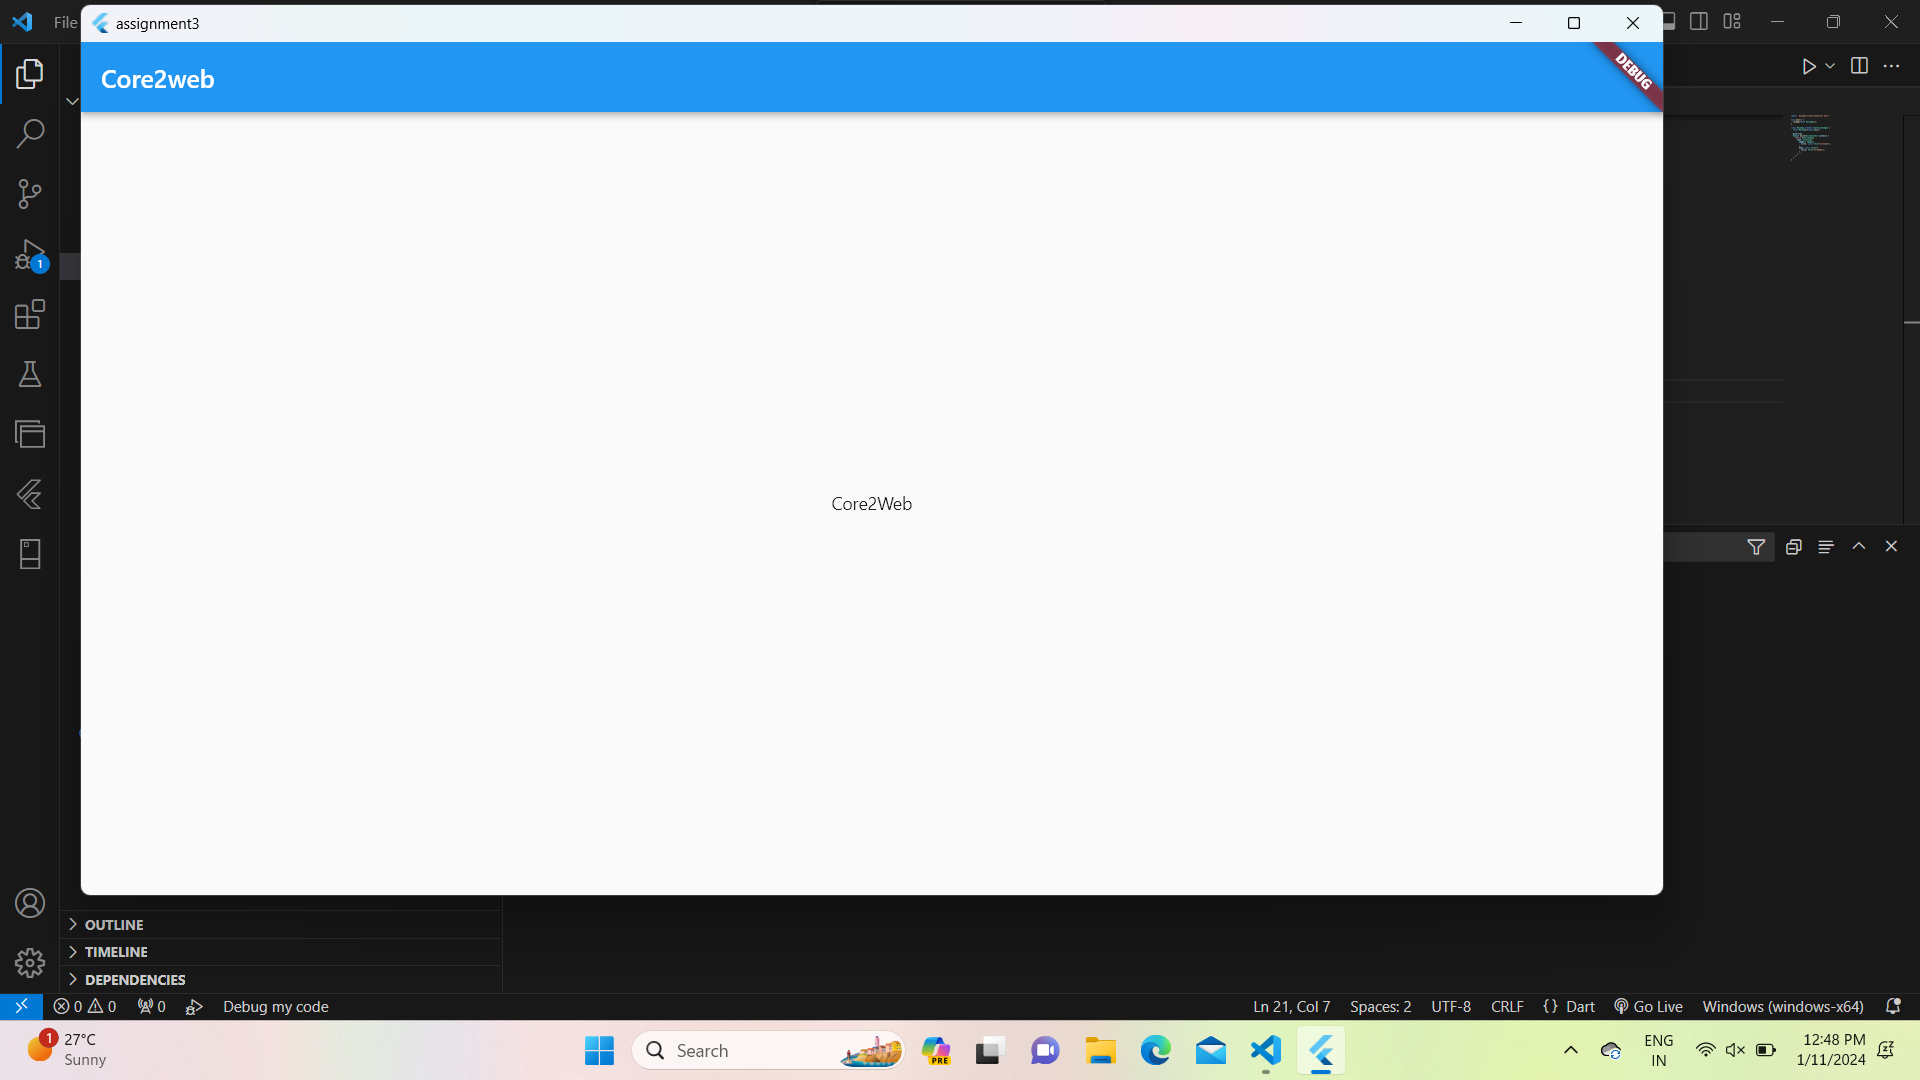 File
assignment3
Core2web
DEBUG
1
Core2Web
OUTLINE
TIMELINE
DEPENDENCIES
0 0 0 Debug my code
Ln 21, Col 7 Spaces: 2 UTF-8 CRLF {} Dart Go Live Windows (windows-x64)
1
27°C
Sunny
Search
PRE
ENG
IN
12:48 PM
1/11/2024